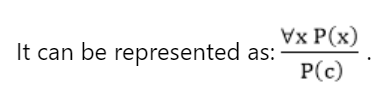 It can be represented as: ∀x P(x)
P(c) .